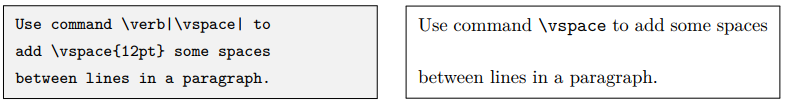 Use command \verb|\vspace| to
add \vspace{12pt} some spaces
between lines in a paragraph.
Use command \vspace to add some spaces
between lines in a paragraph.